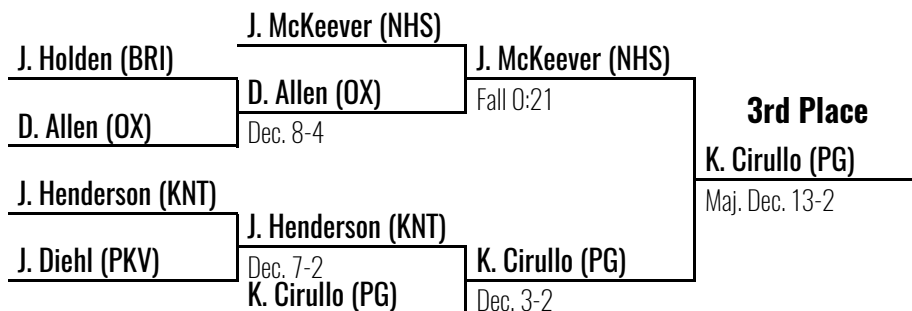 J. McKeever (NHS)
J. Holden (BRI)
J. McKeever (NHS)
D. Allen (OX)
Fall 0:21
3rd Place
D. Allen (OX)
Dec. 8-4
K. Cirullo (PG)
J. Henderson (KNT)
Maj. Dec. 13-2
J. Henderson (KNT)
J. Diehl (PKV)
K. Cirullo (PG)
Dec. 7-2
K. Cirullo (PG)
Dec. 3-2